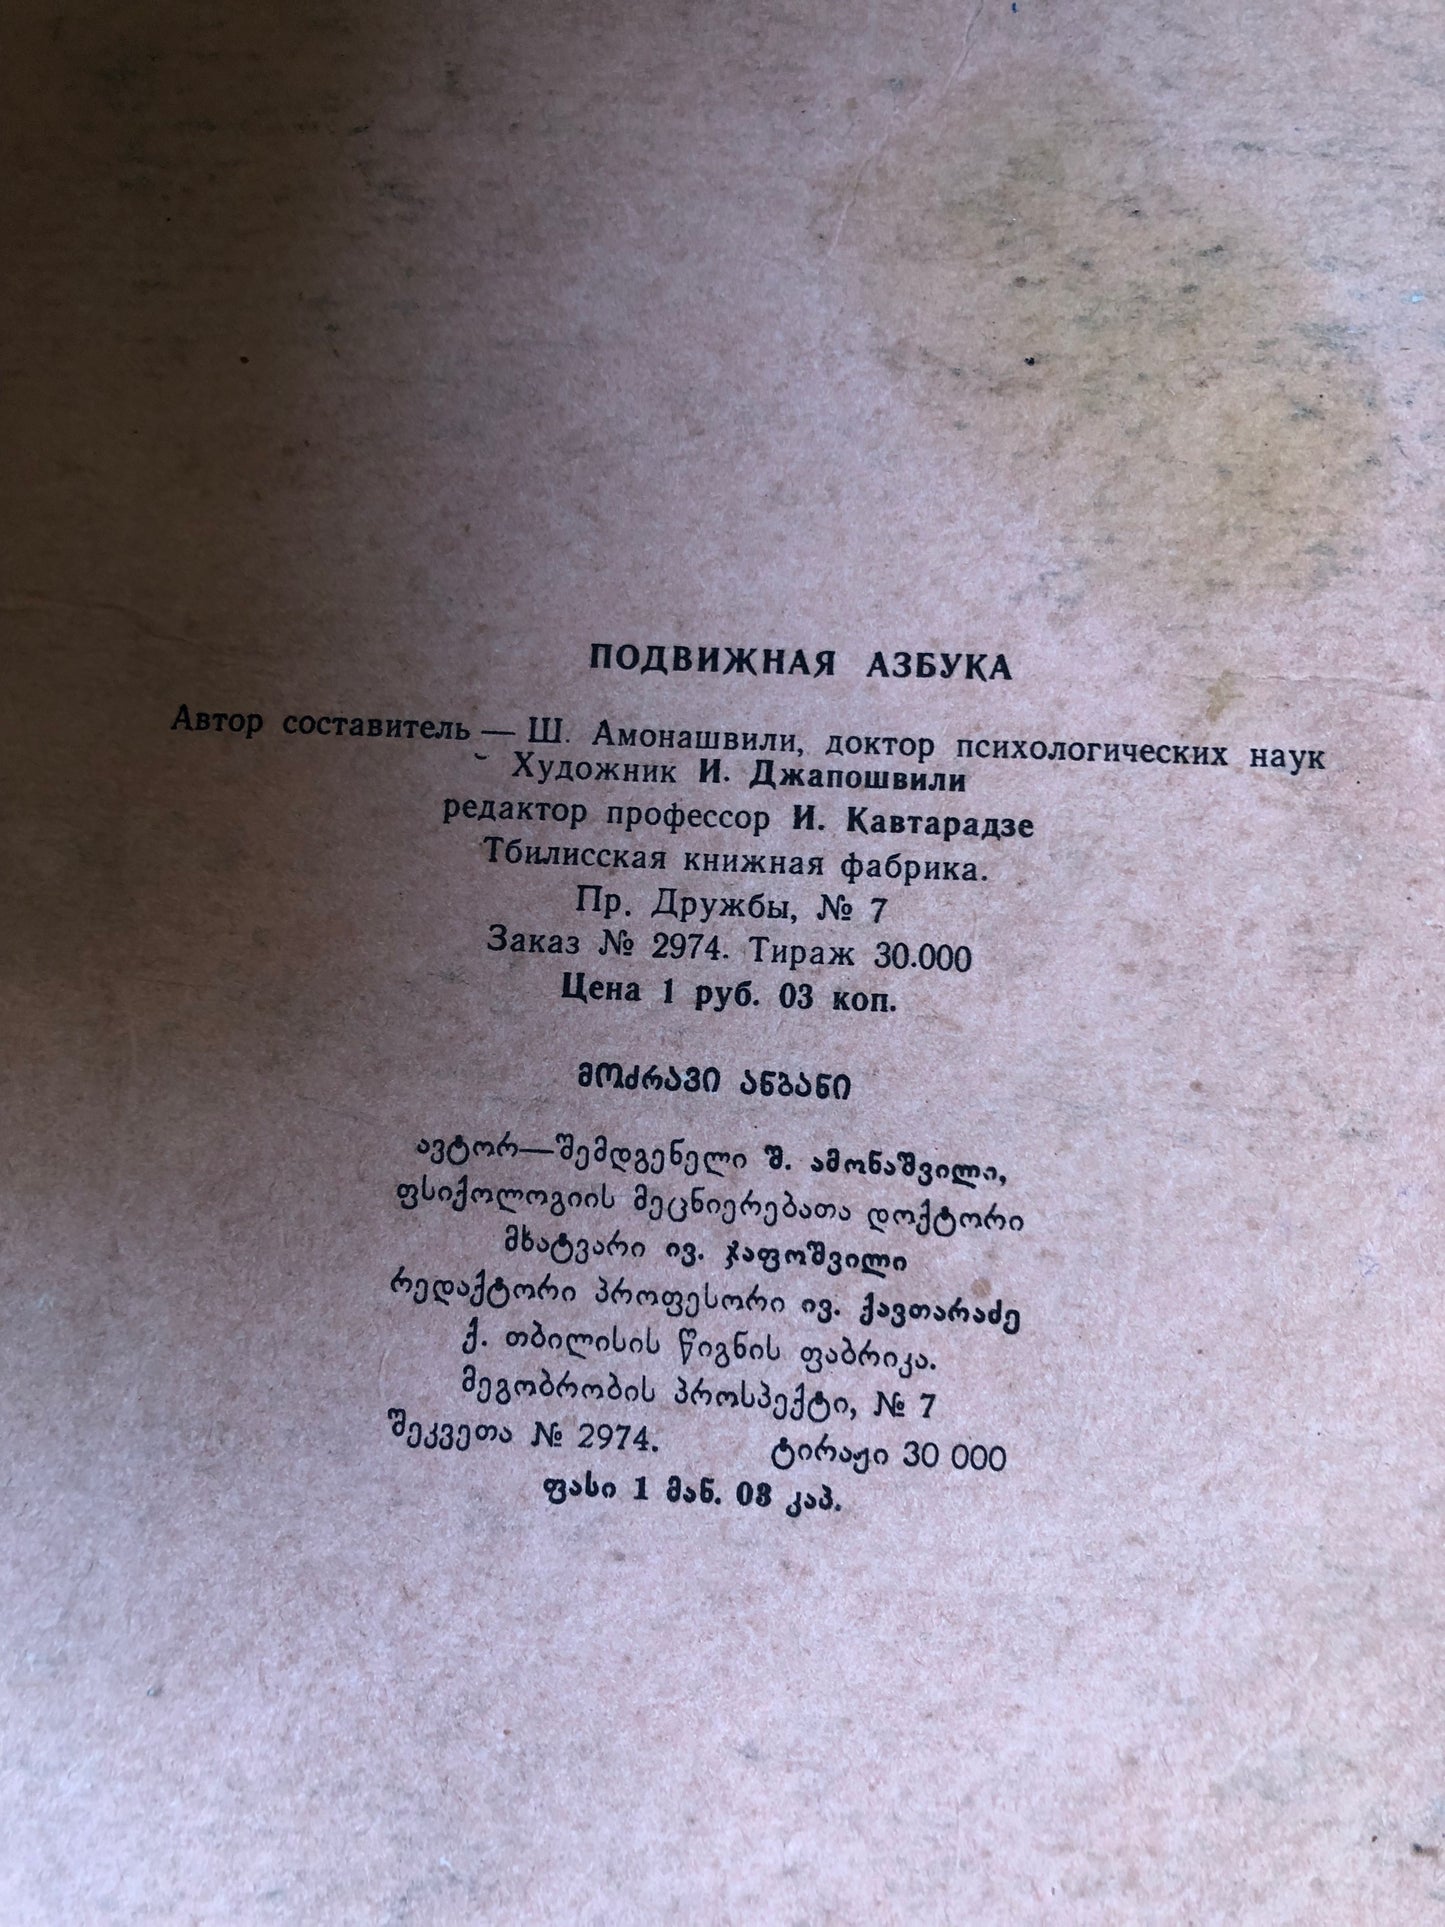 ПОДВИЖНАЯ АЗБУКА
Автор составитель — Ш. Амонашвили, доктор психологических наук
Художник И. Джапошвили
редактор профессор И. Кавтарадзе
Тбилисская книжная фабрика.
Пр. Дружбы, № 7
Заказ № 2974. Тираж 30.000
Цена 1 руб. 03 коп.
მოძრავი ანბანი
ავტორ—შემდგენელი შ. ამონაშვილი,
ფსიქოლოგიის მეცნიერებათა დოქტორი
მხატვარი ივ. ჯაფოშვილი
რედაქტორი პროფესორი ივ. ქავთარაძე
ქ. თბილისის წიგნის ფაბრიკა.
მეგობრობის პროსპექტი, № 7
შეკვეთა № 2974. ტირაჟი 30 000
ფასი 1 მან. 03 კაპ.